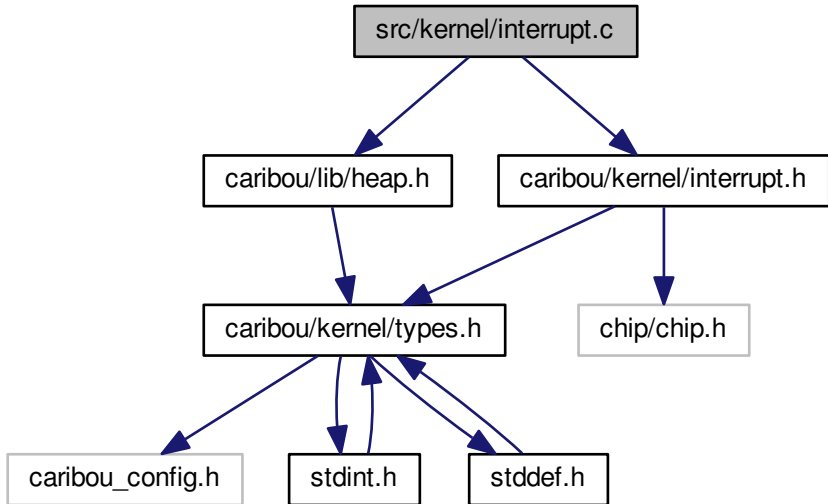 src/kernel/interrupt.c
caribou/lib/heap.h
caribou/kernel/interrupt.h
caribou/kernel/types.h
chip/chip.h
caribou_config.h
stdint.h
stddef.h